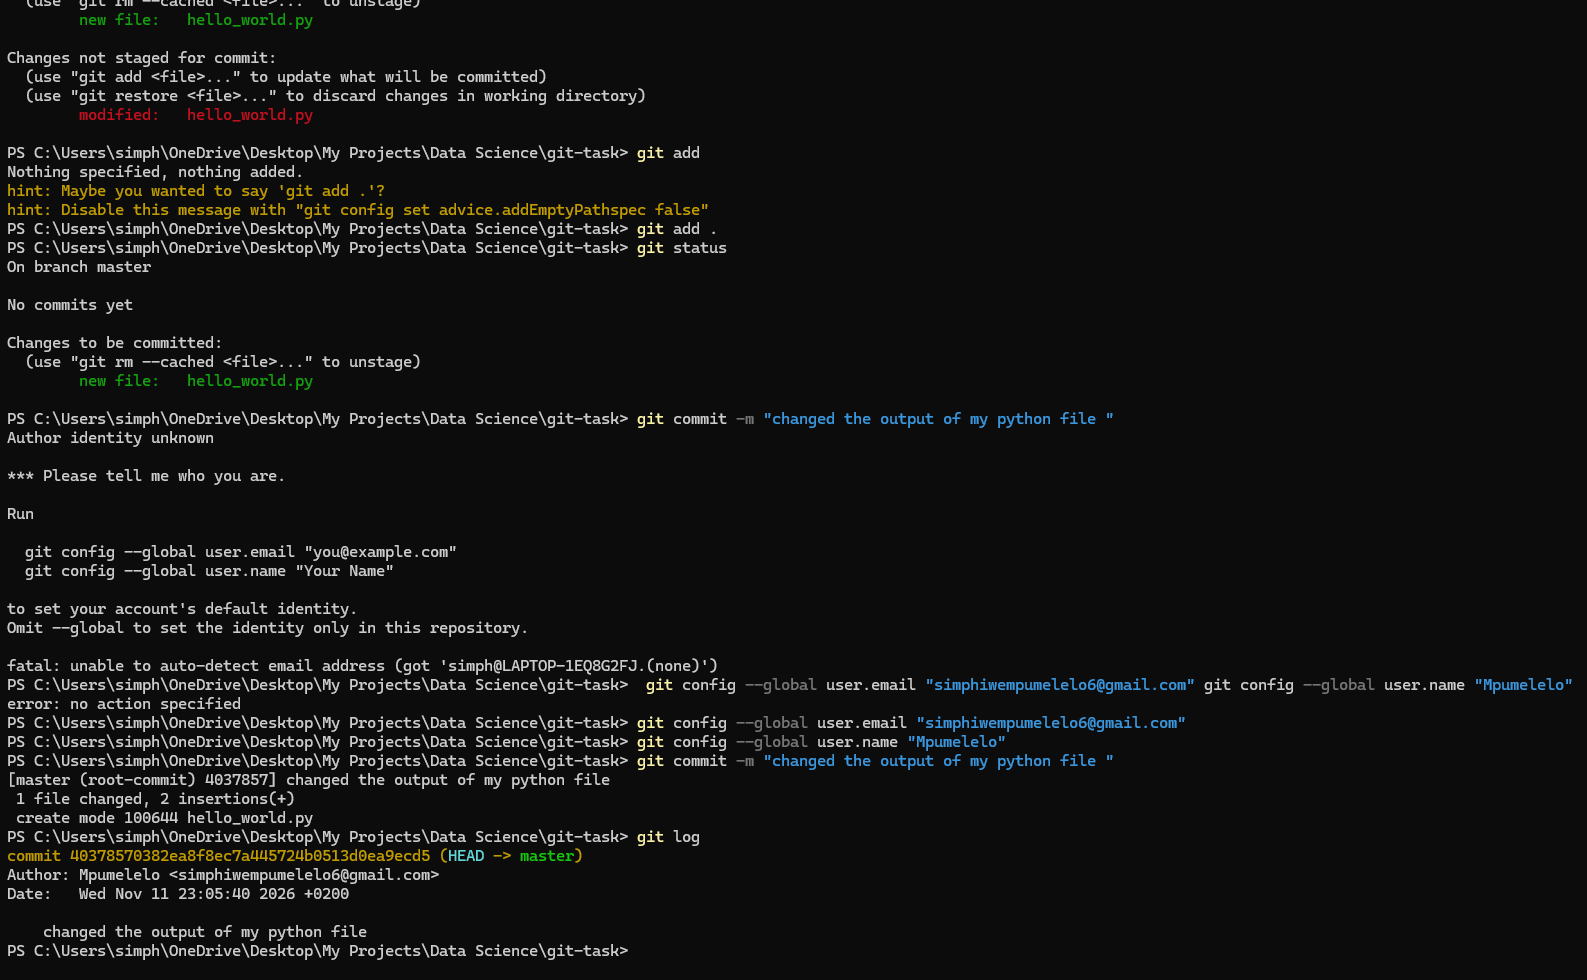 (use "git rm --cached <file>..." to unstage)
new file:   hello_world.py
Changes not staged for commit:
(use "git add <file>..." to update what will be committed)
(use "git restore <file>..." to discard changes in working directory)
modified:   hello_world.py
PS C:\Users\simph\OneDrive\Desktop\My Projects\Data Science\git-task> git add
Nothing specified, nothing added.
hint: Maybe you wanted to say 'git add .'?
hint: Disable this message with "git config set advice.addEmptyPathspec false"
PS C:\Users\simph\OneDrive\Desktop\My Projects\Data Science\git-task> git add .
PS C:\Users\simph\OneDrive\Desktop\My Projects\Data Science\git-task> git status
On branch master
No commits yet
Changes to be committed:
(use "git rm --cached <file>..." to unstage)
new file:   hello_world.py
PS C:\Users\simph\OneDrive\Desktop\My Projects\Data Science\git-task> git commit -m "changed the output of my python file "
Author identity unknown
*** Please tell me who you are.
Run
git config --global user.email "you@example.com"
git config --global user.name "Your Name"
to set your account's default identity.
Omit --global to set the identity only in this repository.
fatal: unable to auto-detect email address (got 'simph@LAPTOP-1EQ8G2FJ.(none)')
PS C:\Users\simph\OneDrive\Desktop\My Projects\Data Science\git-task>  git config --global user.email "simphiwempumelelo6@gmail.com" git config --global user.name "Mpumelelo"
error: no action specified
PS C:\Users\simph\OneDrive\Desktop\My Projects\Data Science\git-task> git config --global user.email "simphiwempumelelo6@gmail.com"
PS C:\Users\simph\OneDrive\Desktop\My Projects\Data Science\git-task> git config --global user.name "Mpumelelo"
PS C:\Users\simph\OneDrive\Desktop\My Projects\Data Science\git-task> git commit -m "changed the output of my python file "
[master (root-commit) 4037857] changed the output of my python file
1 file changed, 2 insertions(+)
create mode 100644 hello_world.py
PS C:\Users\simph\OneDrive\Desktop\My Projects\Data Science\git-task> git log
commit 40378570382ea8f8ec7a445724b0513d0ea9ecd5 (HEAD -> master)
Author: Mpumelelo <simphiwempumelelo6@gmail.com>
Date:   Wed Nov 11 23:05:40 2026 +0200
changed the output of my python file
PS C:\Users\simph\OneDrive\Desktop\My Projects\Data Science\git-task>